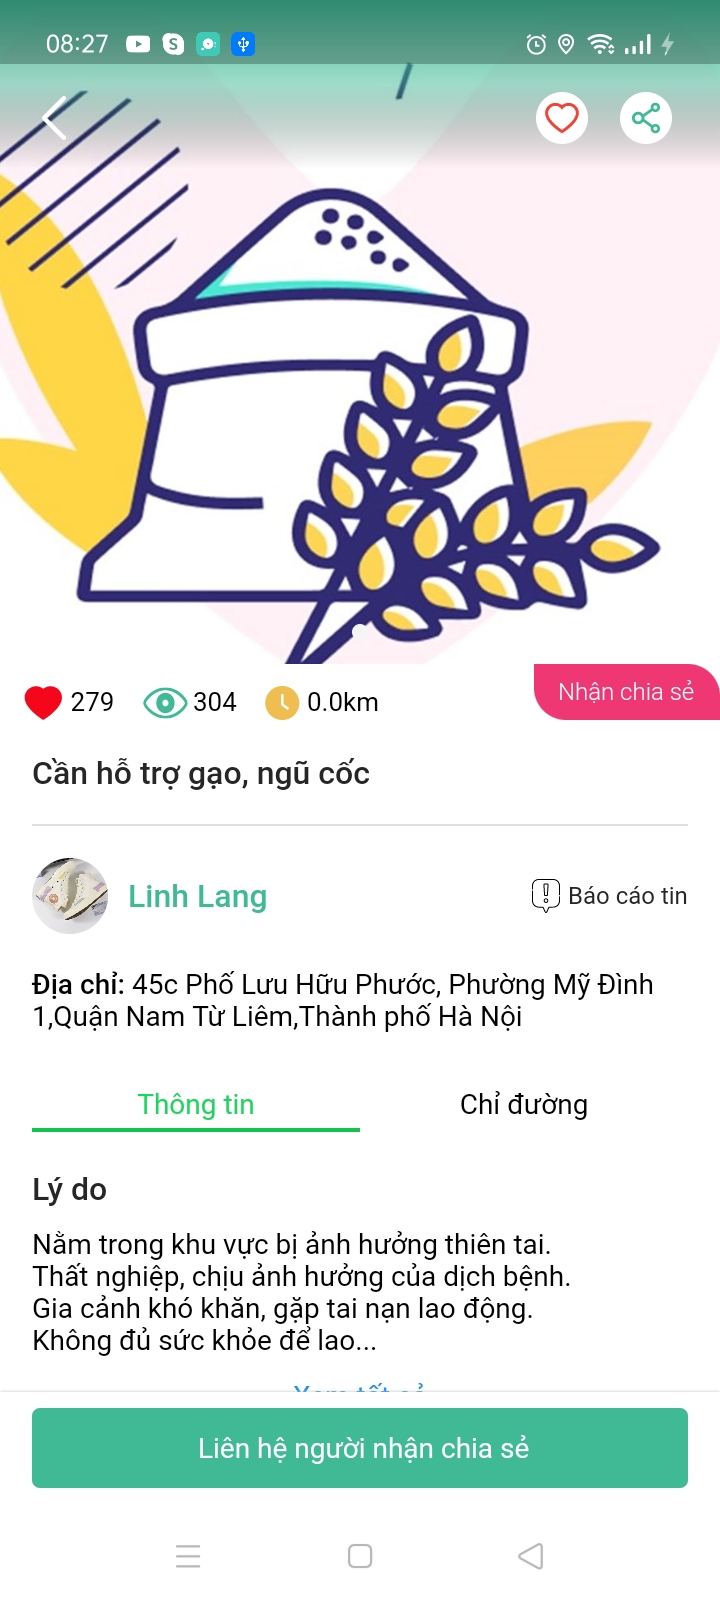 08:27
279
304
0.0km
Nhận chia sẻ
Cần hỗ trợ gạo, ngũ cốc
Linh Lang
Báo cáo tin
Địa chỉ: 45c Phố Lưu Hữu Phước, Phường Mỹ Đình
1,Quận Nam Từ Liêm,Thành phố Hà Nội
Thông tin
Chỉ đường
Lý do
Nằm trong khu vực bị ảnh hưởng thiên tai.
Thất nghiệp, chịu ảnh hưởng của dịch bệnh.
Gia cảnh khó khăn, gặp tai nạn lao động.
Không đủ sức khỏe để lao...
Xem tất cả
Liên hệ người nhận chia sẻ